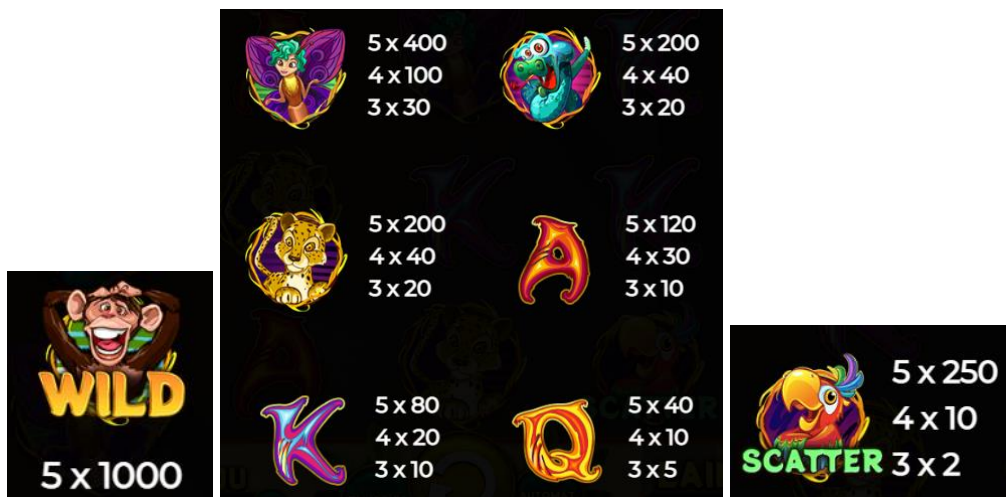 WILD
5 x 1000
5 x 400
4 x 100
3 x 30
5 x 200
4 x 40
3 x 20
5 x 200
4 x 40
3 x 20
A
5 x 120
4 x 30
3 x 10
K
5 x 80
4 x 20
3 x 10
Q
5 x 40
4 x 10
3 x 5
SCATTER
5 x 250
4 x 10
3 x 2